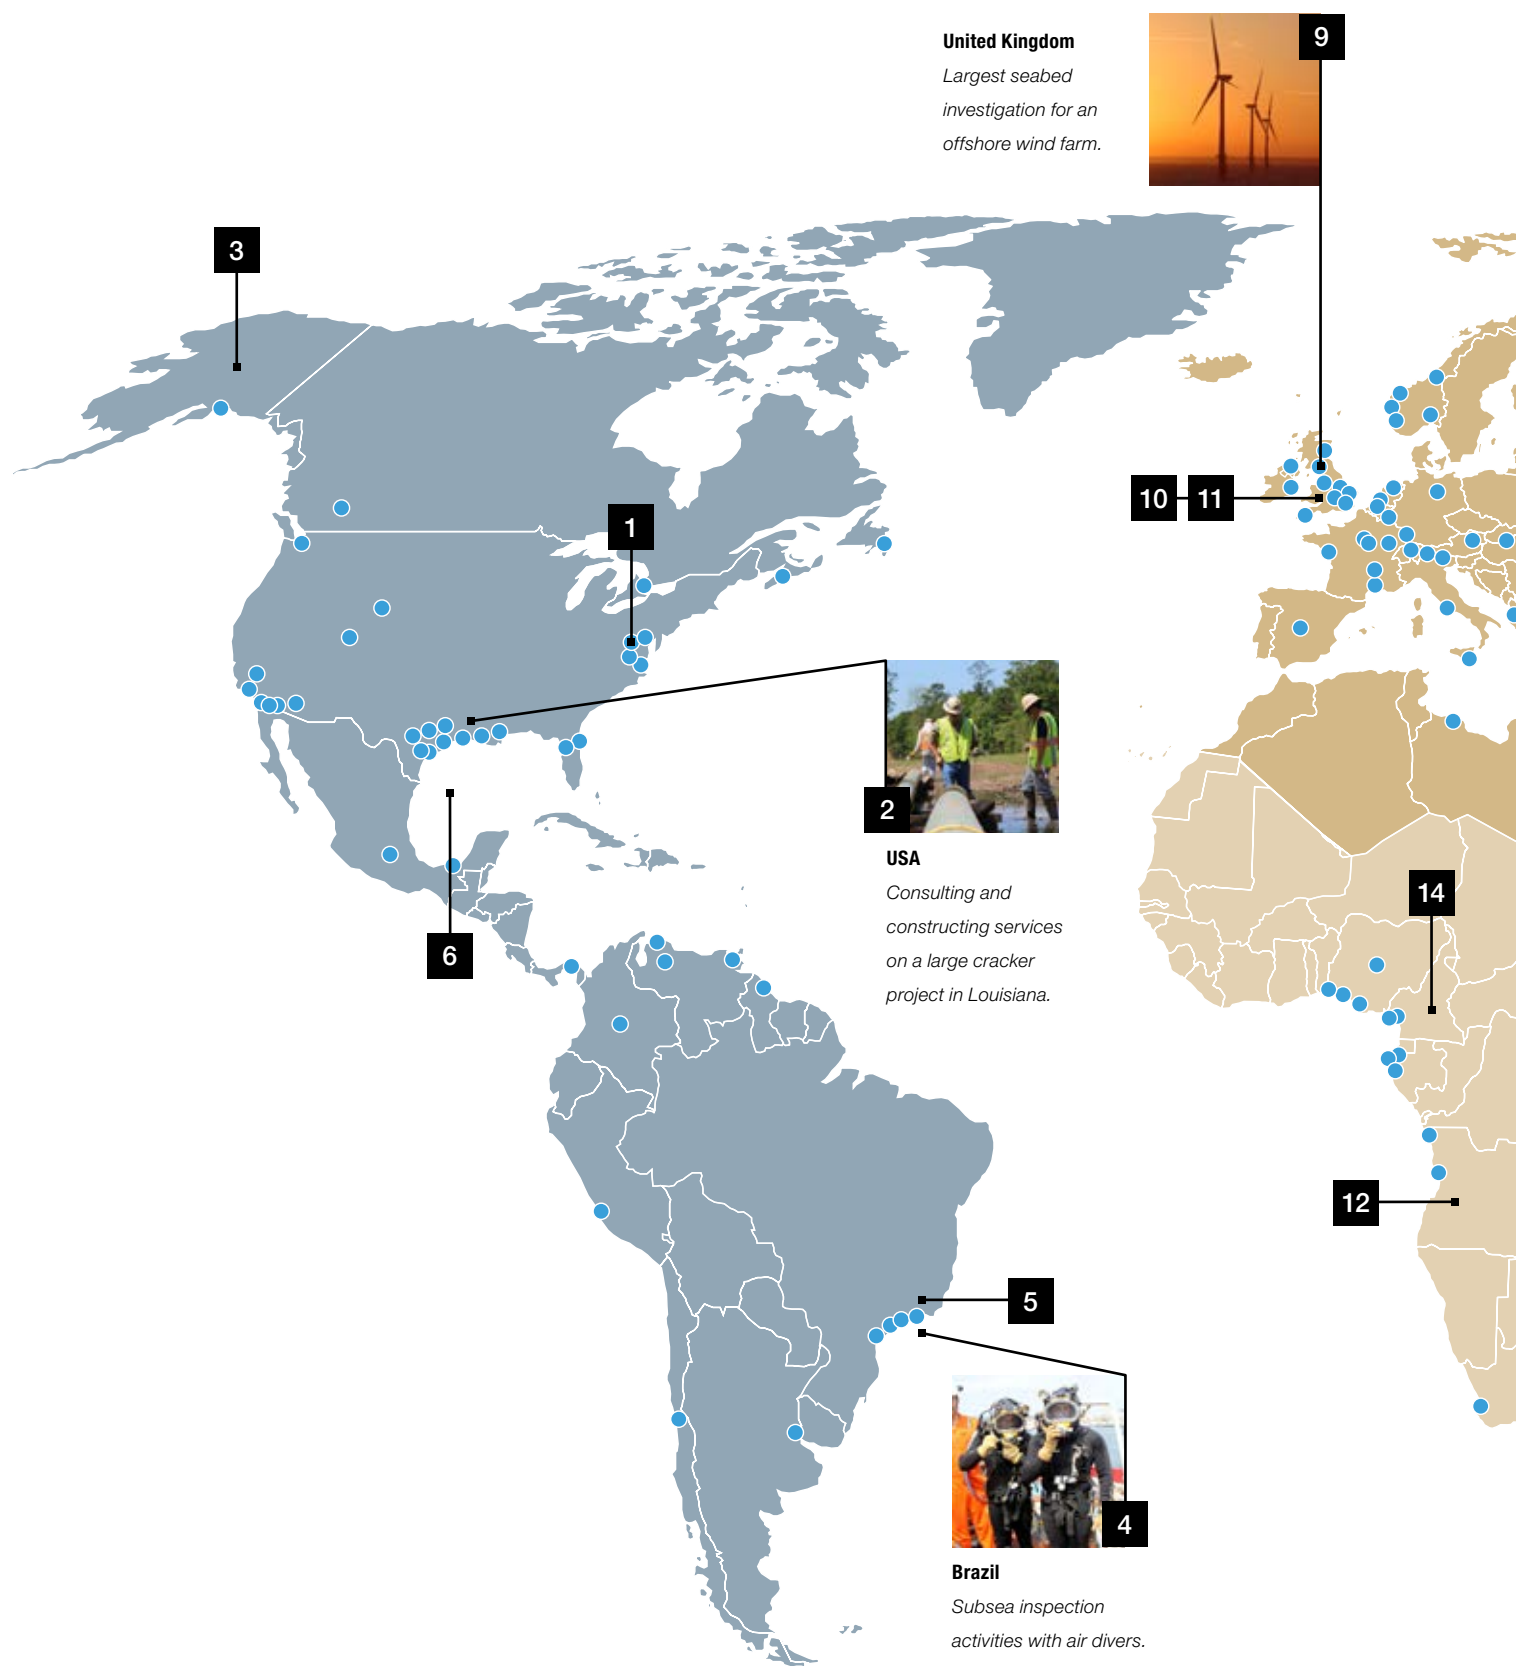 United Kingdom
Largest seabed
investigation for an
offshore wind farm.
9
3
10
11
1
2
USA
Consulting and
constructing services
on a large cracker
project in Louisiana.
14
6
12
5
4
Brazil
Subsea inspection
activities with air divers.